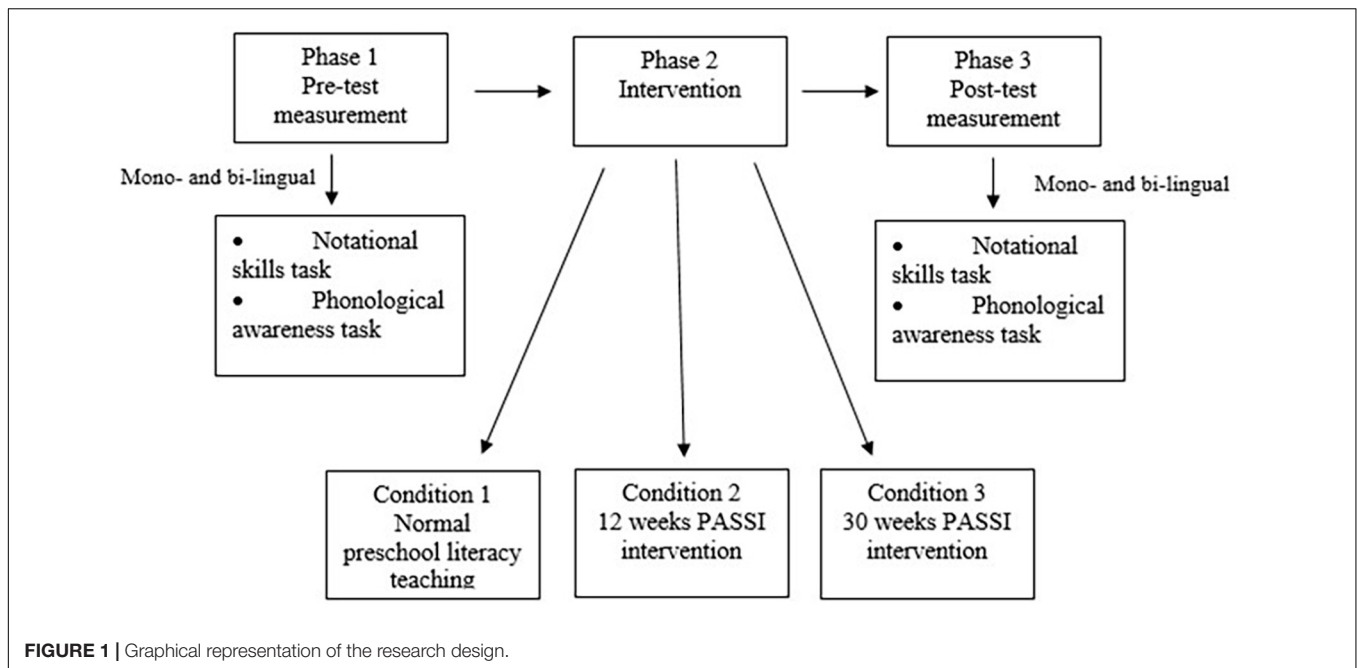 Phase 1
Pre-test
measurement
Phase 2
Intervention
Phase 3
Post-test
measurement
Mono- and bi-lingual
Mono- and bi-lingual
• Notational
skills task
• Phonological
awareness task
• Notational
skills task
• Phonological
awareness task
Condition 1
Normal
preschool literacy
teaching
Condition 2
12 weeks PASSI
intervention
Condition 3
30 weeks PASSI
intervention
FIGURE 1 | Graphical representation of the research design.